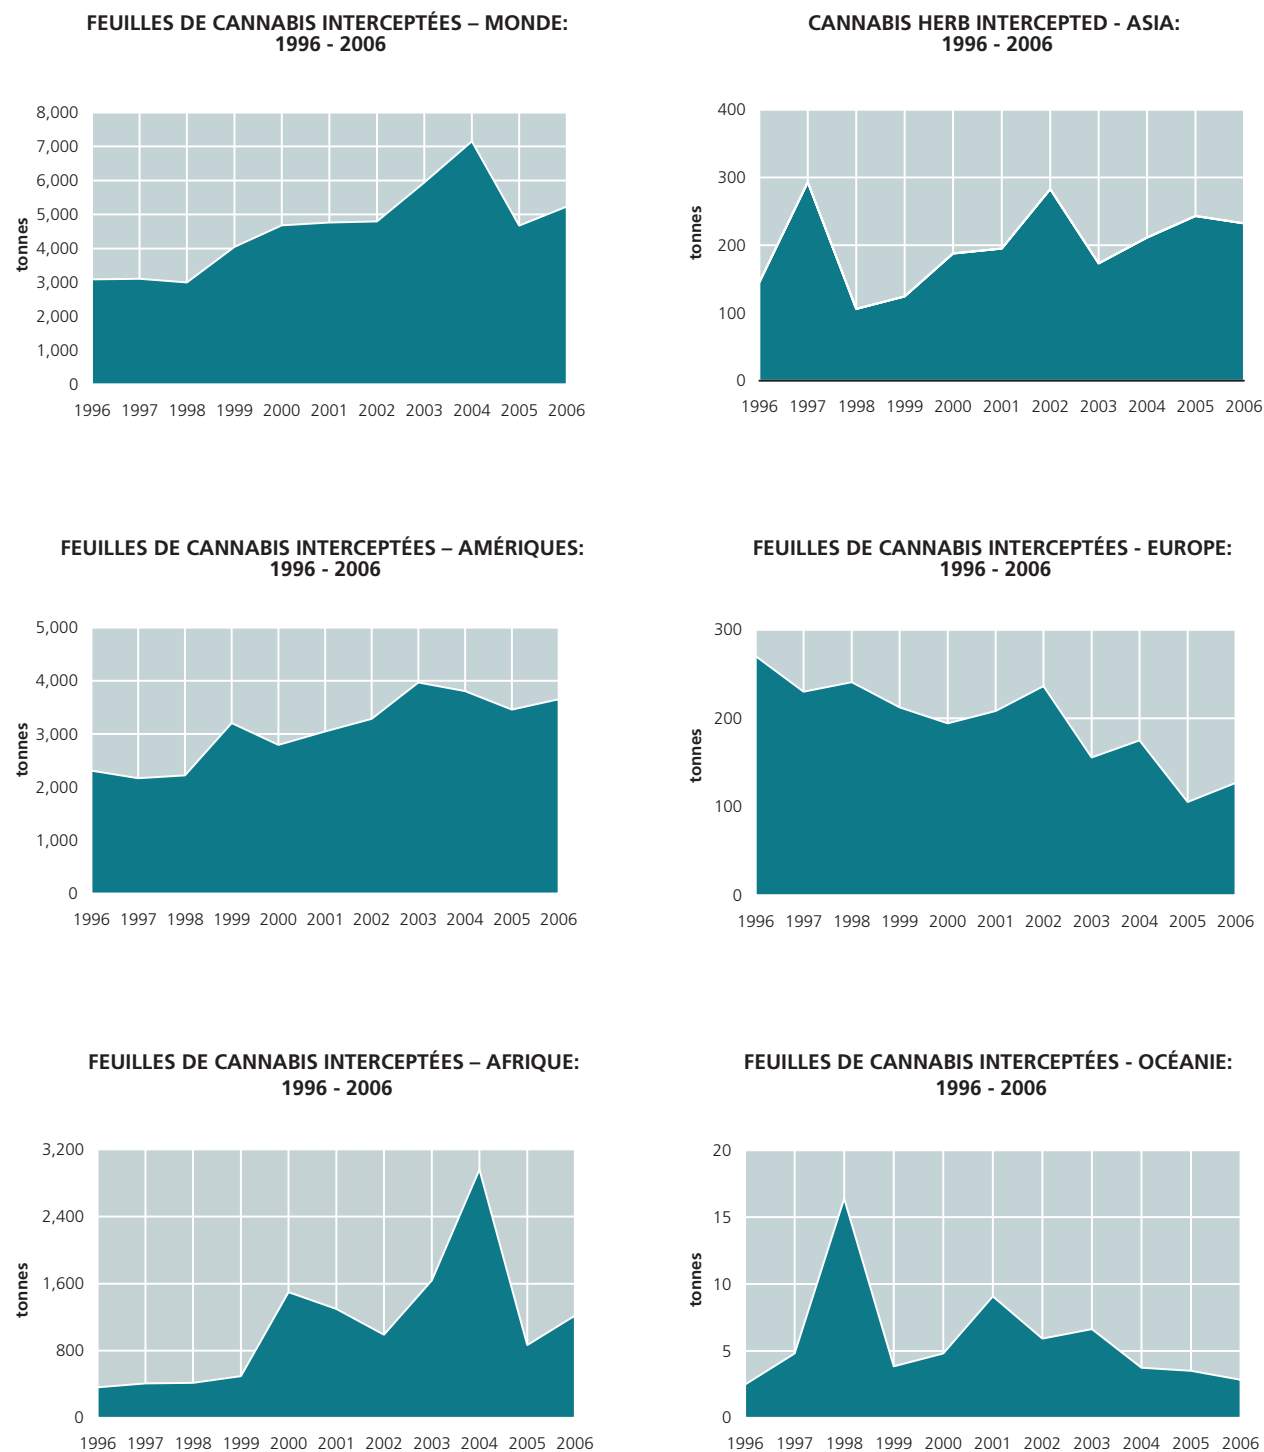 FEUILLES DE CANNABIS INTERCEPTÉES – MONDE:
1996 - 2006
8,000
7,000
6,000
5,000
4,000
3,000
2,000
1,000
0
tonnes
1996 1997 1998 1999 2000 2001 2002 2003 2004 2005 2006
CANNABIS HERB INTERCEPTED - ASIA:
1996 - 2006
400
300
200
100
0
tonnes
1996 1997 1998 1999 2000 2001 2002 2003 2004 2005 2006
FEUILLES DE CANNABIS INTERCEPTÉES – AMÉRIQUES:
1996 - 2006
5,000
4,000
3,000
2,000
1,000
0
tonnes
1996 1997 1998 1999 2000 2001 2002 2003 2004 2005 2006
FEUILLES DE CANNABIS INTERCEPTÉES - EUROPE:
1996 - 2006
300
200
100
0
tonnes
1996 1997 1998 1999 2000 2001 2002 2003 2004 2005 2006
FEUILLES DE CANNABIS INTERCEPTÉES – AFRIQUE:
1996 - 2006
3,200
2,400
1,600
800
0
tonnes
1996 1997 1998 1999 2000 2001 2002 2003 2004 2005 2006
FEUILLES DE CANNABIS INTERCEPTÉES - OCÉANIE:
1996 - 2006
20
15
10
5
0
tonnes
1996 1997 1998 1999 2000 2001 2002 2003 2004 2005 2006